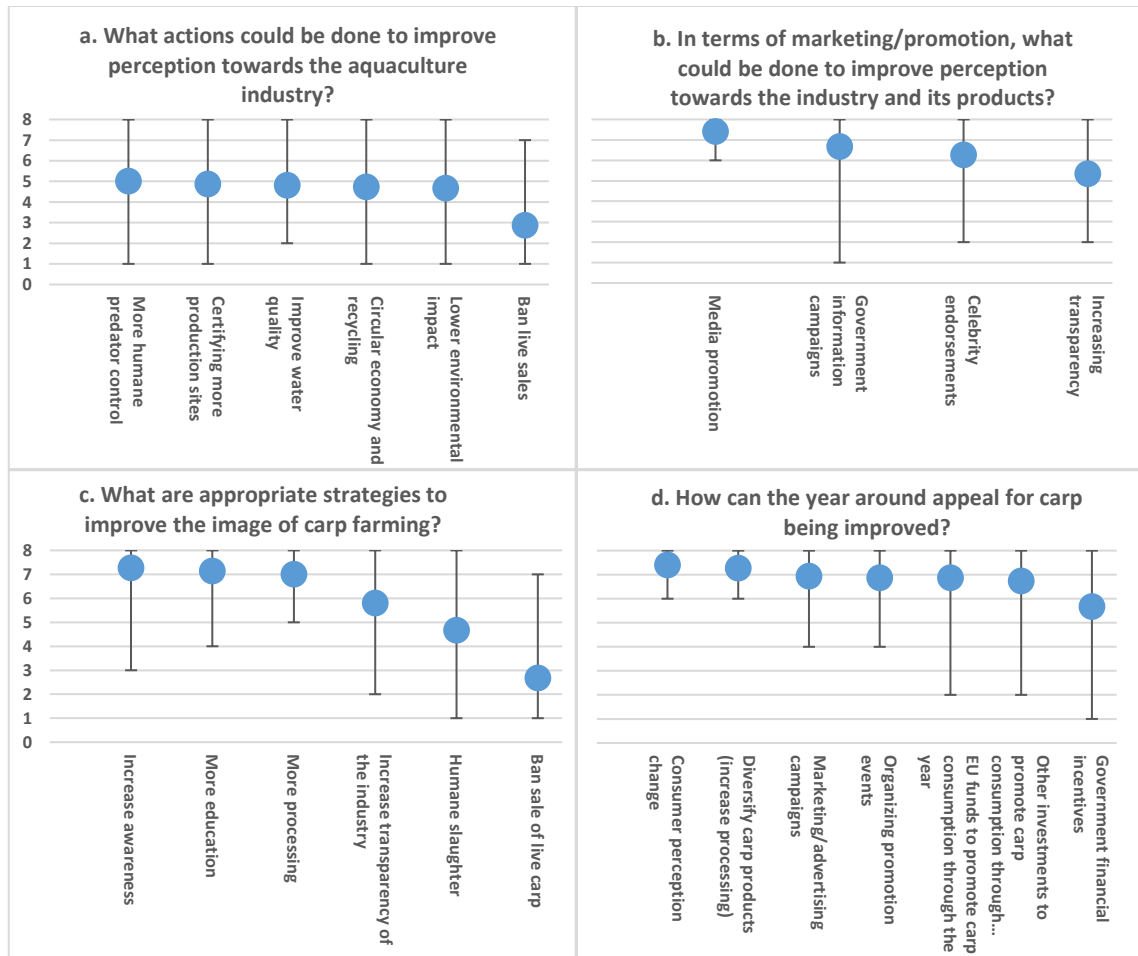 a. What actions could be done to improve
perception towards the aquaculture
industry?
8
7
6
5
4
3
2
1
0
More humane
predator control
Certifying more
production sites
Improve water
quality
Circular economy and
recycling
Lower environmental
impact
Ban live sales
b. In terms of marketing/promotion, what
could be done to improve perception
towards the industry and its products?
Media promotion
Government
information
campaigns
Celebrity
endorsements
Increasing
transparency
c. What are appropriate strategies to
improve the image of carp farming?
8
7
6
5
4
3
2
1
0
Increase awareness
More education
More processing
Increase transparency of
the industry
Humane slaughter
Ban sale of live carp
d. How can the year around appeal for carp
being improved?
Consumer perception
change
Diversify carp products
(increase processing)
Marketing/advertising
campaigns
Organizing promotion
events
EU funds to promote carp
consumption through the
year
Other investments to
promote carp
consumption through…
Government financial
incentives